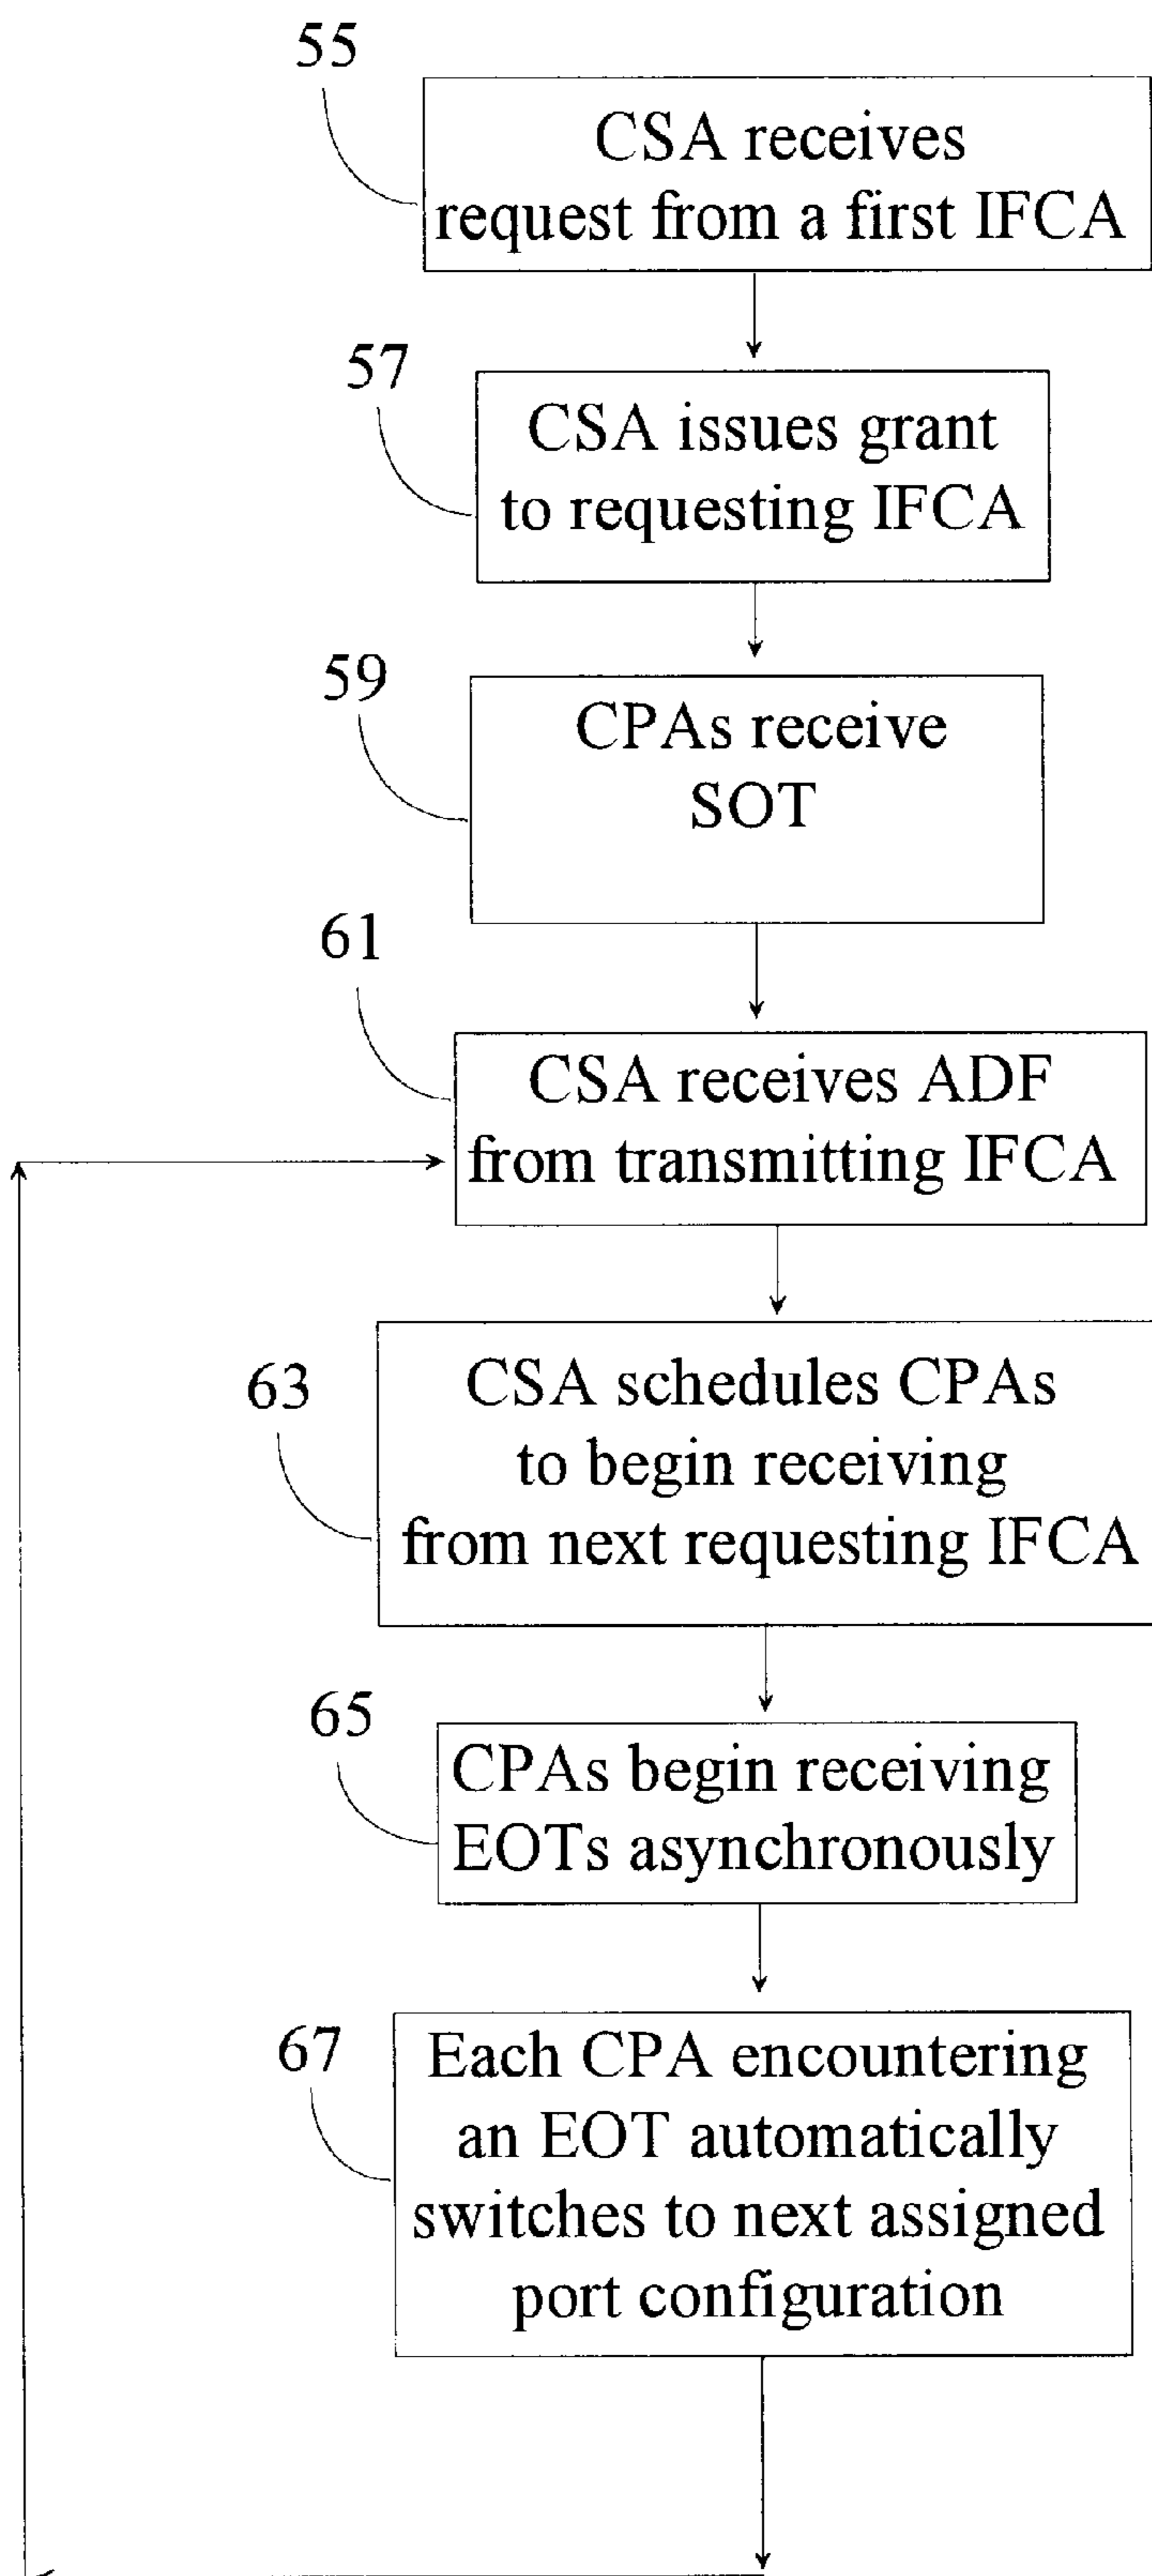 55
CSA receives
request from a first IFCA
57
CSA issues grant
to requesting IFCA
59
CPAs receive
SOT
61
CSA receives ADF
from transmitting IFCA
63
CSA schedules CPAs
to begin receiving
from next requesting IFCA
65
CPAs begin receiving
EOTs asynchronously
67
Each CPA encountering
an EOT automatically
switches to next assigned
port configuration